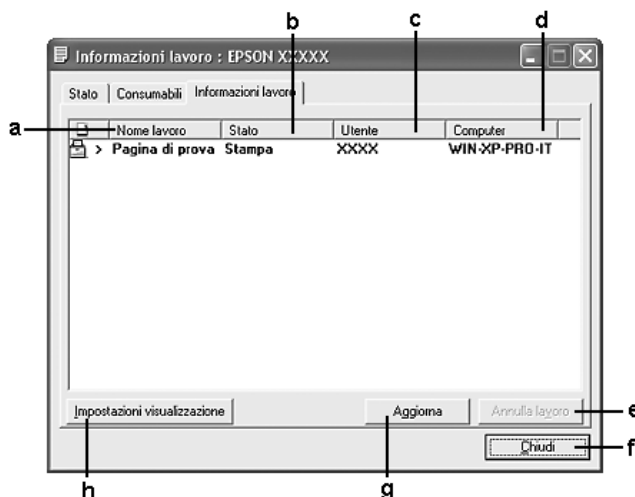 b c d
Informazioni lavoro : EPSON XXXXX
Stato Consumabili Informazioni lavoro
a Nome lavoro Stato Utente Computer
> Pagina di prova Stampa XXXX WIN-XP-PRO-IT
Impostazioni visualizzazione Aggiorna Annulla lavoro e
Chiudi f
h g